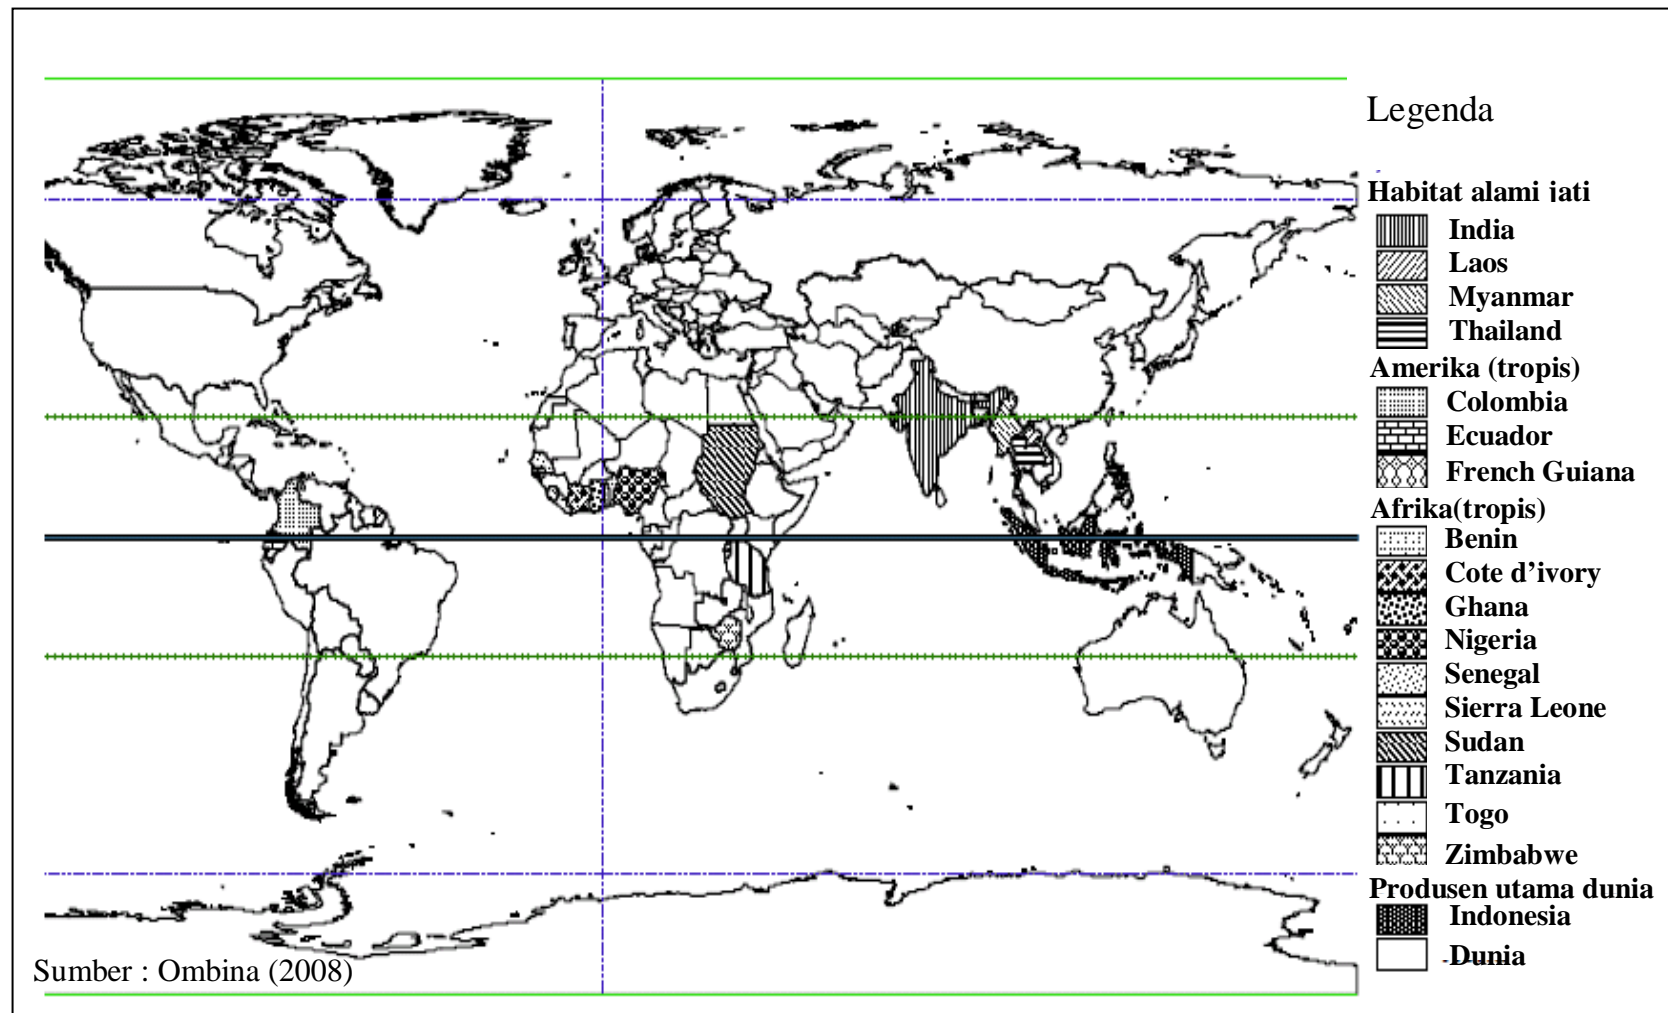 Legenda
Habitat alami jati
India
Laos
Myanmar
Thailand
Amerika (tropis)
Colombia
Ecuador
French Guiana
Afrika(tropis)
Benin
Cote d’ivory
Ghana
Nigeria
Senegal
Sierra Leone
Sudan
Tanzania
Togo
Zimbabwe
Produsen utama dunia
Indonesia
Dunia
Sumber : Ombina (2008)